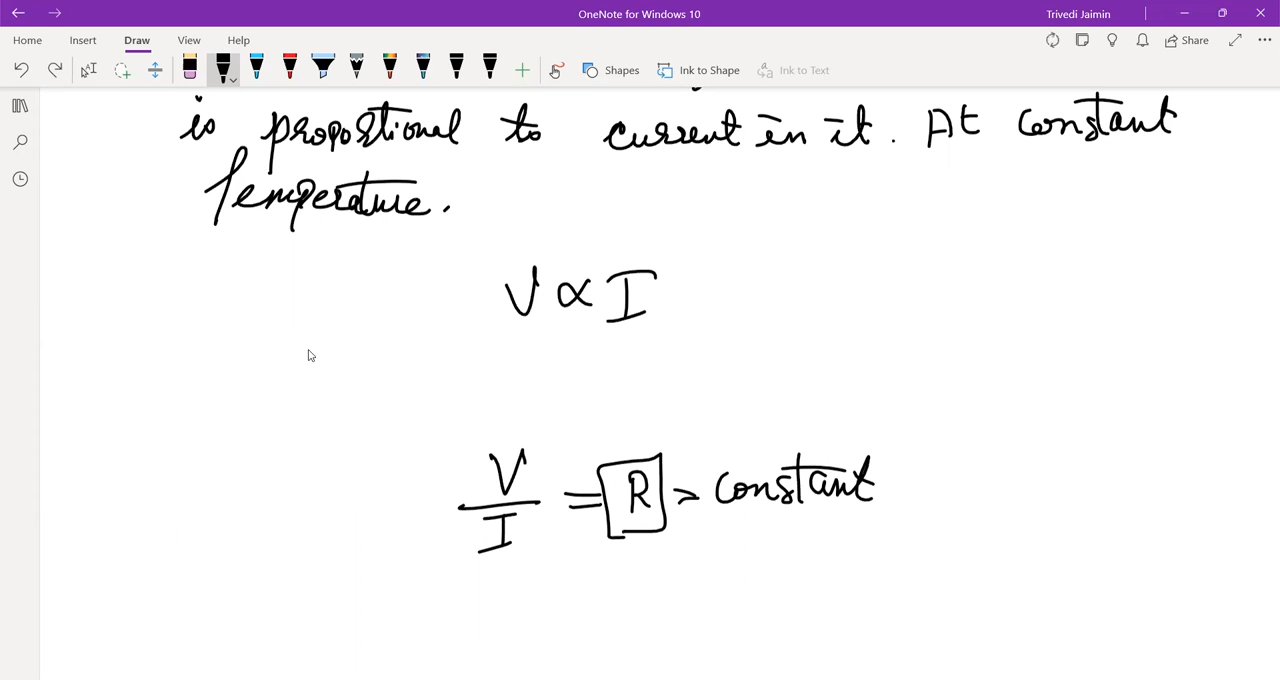 OneNote for Windows 10
Trivedi Jaimin
Home Insert Draw View Help
Share
Shapes Ink to Shape Ink to Text
is proportional to current in it. At constant
Temperature.
V ∝ I
V
I
= R = constant